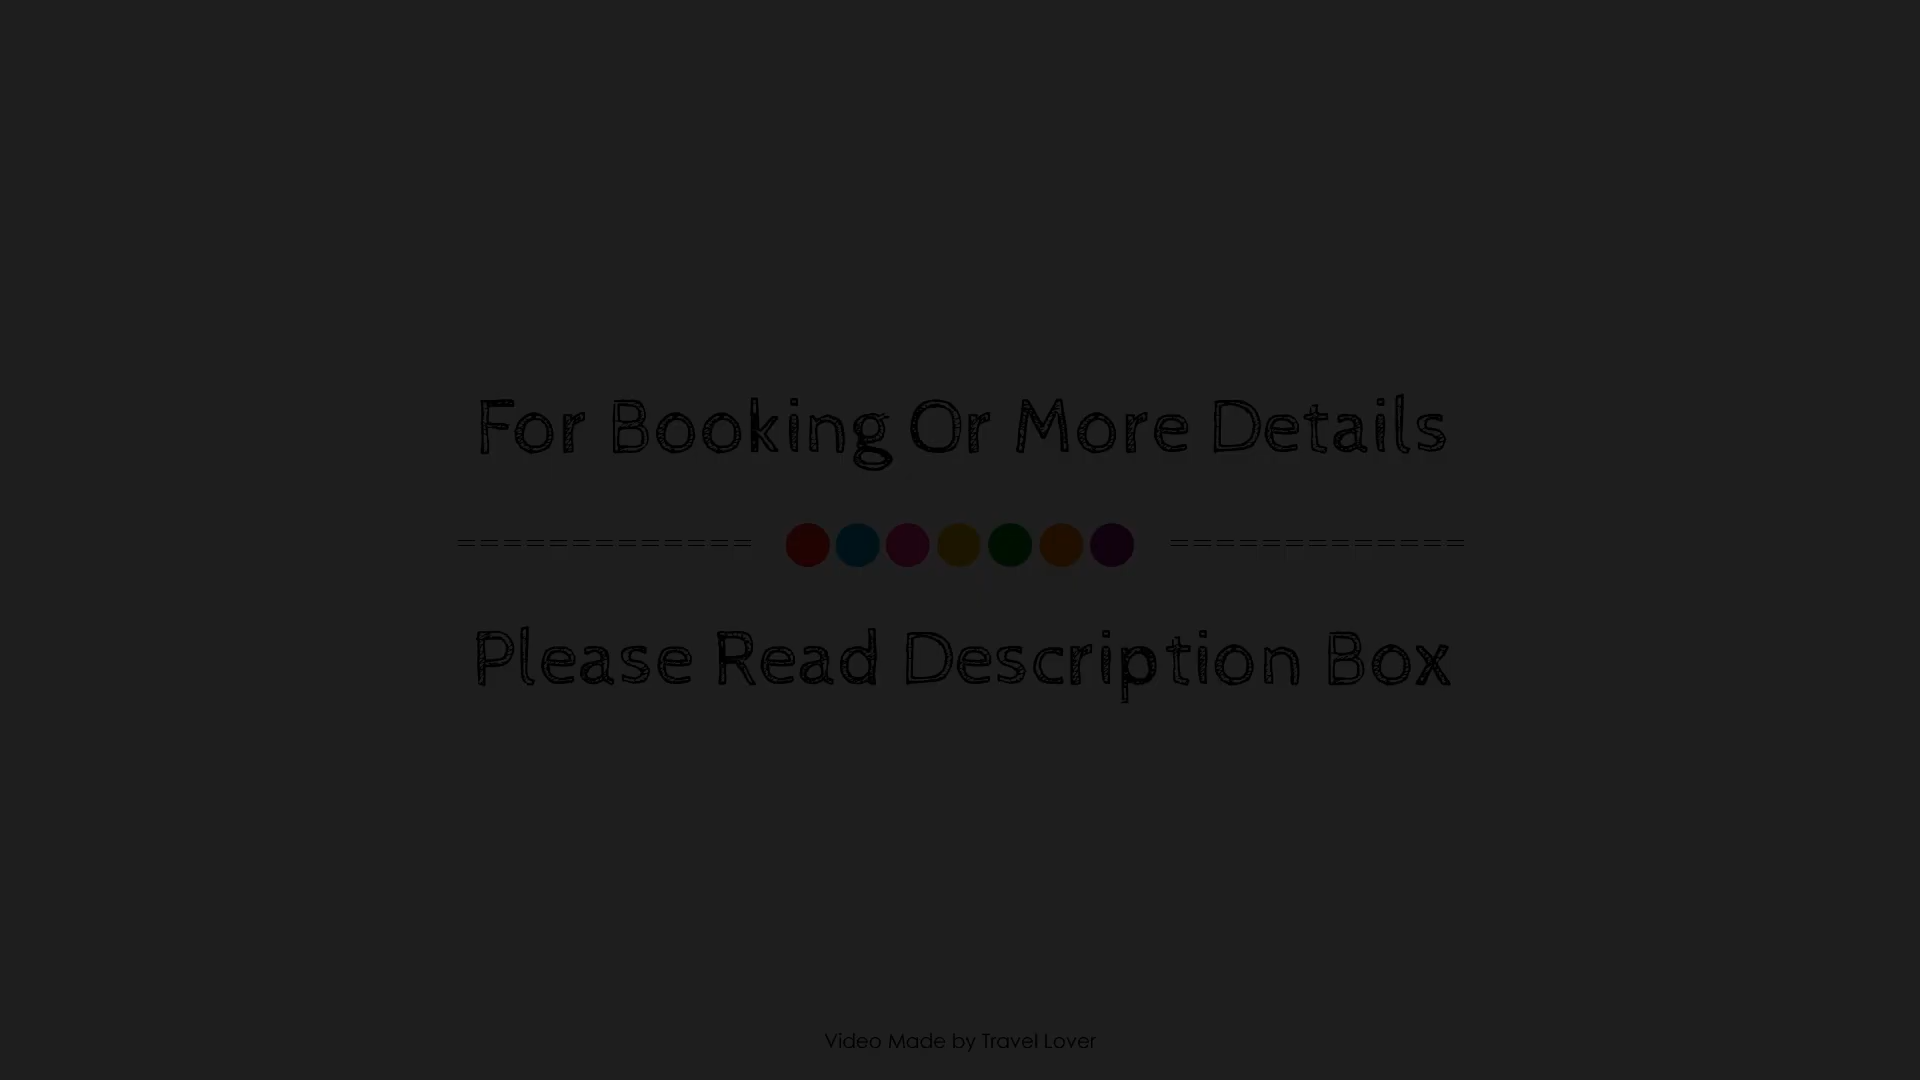 For Booking Or More Details
============= =============
Please Read Description Box
Video Made by Travel Lover